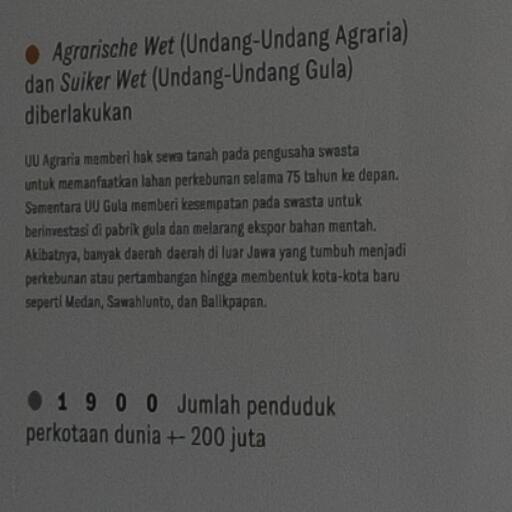 Agrarische Wet (Undang-Undang Agraria)
dan Suiker Wet (Undang-Undang Gula)
diberlakukan
UU Agraria memberi hak sewa tanah pada pengusaha swasta
untuk memanfaatkan lahan perkebunan selama 75 tahun ke depan.
Sementara UU Gula memberi kesempatan pada swasta untuk
berinvestasi di pabrik gula dan melarang ekspor bahan mentah.
Akibatnya, banyak daerah daerah di luar Jawa yang tumbuh menjadi
perkebunan atau pertambangan hingga membentuk kota-kota baru
seperti Medan, Sawahlunto, dan Balikpapan.
1900 Jumlah penduduk
perkotaan dunia +- 200 juta